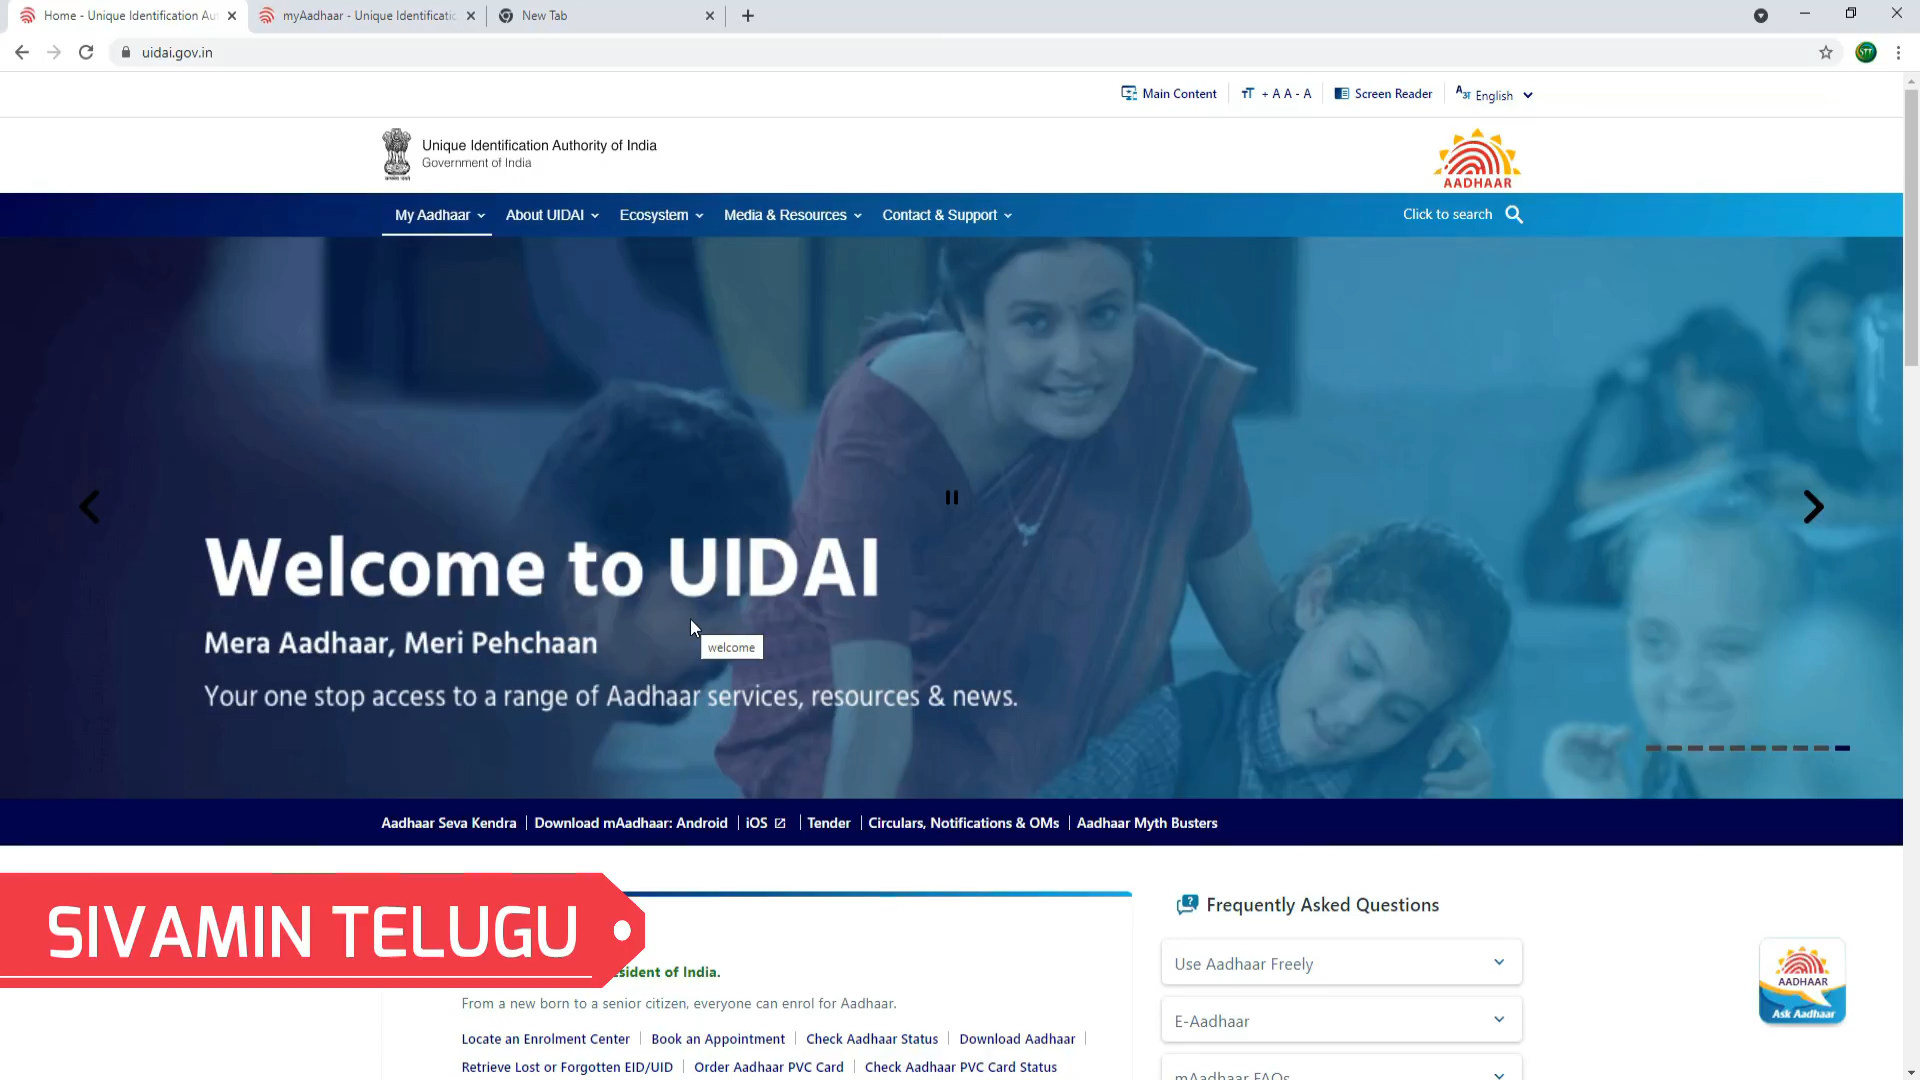 Home - Unique Identification Au
myAadhaar - Unique Identificatio
New Tab
uidai.gov.in
Main Content
+ A A - A
Screen Reader
English
Unique Identification Authority of India
Government of India
AADHAAR
My Aadhaar
About UIDAI
Ecosystem
Media & Resources
Contact & Support
Click to search
Welcome to UIDAI
welcome
Mera Aadhaar, Meri Pehchaan
Your one stop access to a range of Aadhaar services, resources & news.
Aadhaar Seva Kendra
Download mAadhaar: Android
iOS
Tender
Circulars, Notifications & OMs
Aadhaar Myth Busters
SIVAMIN TELUGU
sident of India.
From a new born to a senior citizen, everyone can enrol for Aadhaar.
Locate an Enrolment Center
Book an Appointment
Check Aadhaar Status
Download Aadhaar
Retrieve Lost or Forgotten EID/UID
Order Aadhaar PVC Card
Check Aadhaar PVC Card Status
Frequently Asked Questions
Use Aadhaar Freely
E-Aadhaar
mAadhaar FAQs
AADHAAR
Ask Aadhaar